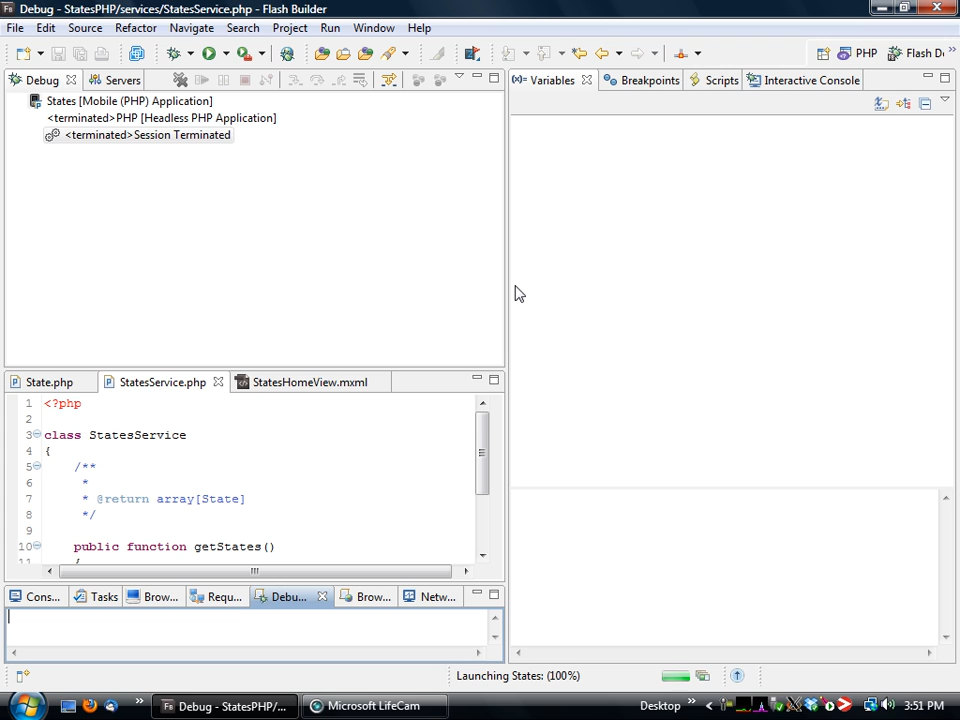 Debug - StatesPHP/services/StatesService.php - Flash Builder
File Edit Source Refactor Navigate Search Project Run Window Help
PHP Flash D
Debug Servers
Variables Breakpoints Scripts Interactive Console
States [Mobile (PHP) Application]
<terminated>PHP [Headless PHP Application]
<terminated>Session Terminated
State.php StatesService.php StatesHomeView.mxml
1 <?php
2
3 class StatesService
4 {
5 /**
6 *
7 * @return array[State]
8 */
9
10 public function getStates()
11 {
Cons... Tasks Brow... Requ... Debu... Brow... Netw...
Launching States: (100%)
Debug - StatesPHP/... Microsoft LifeCam Desktop 3:51 PM